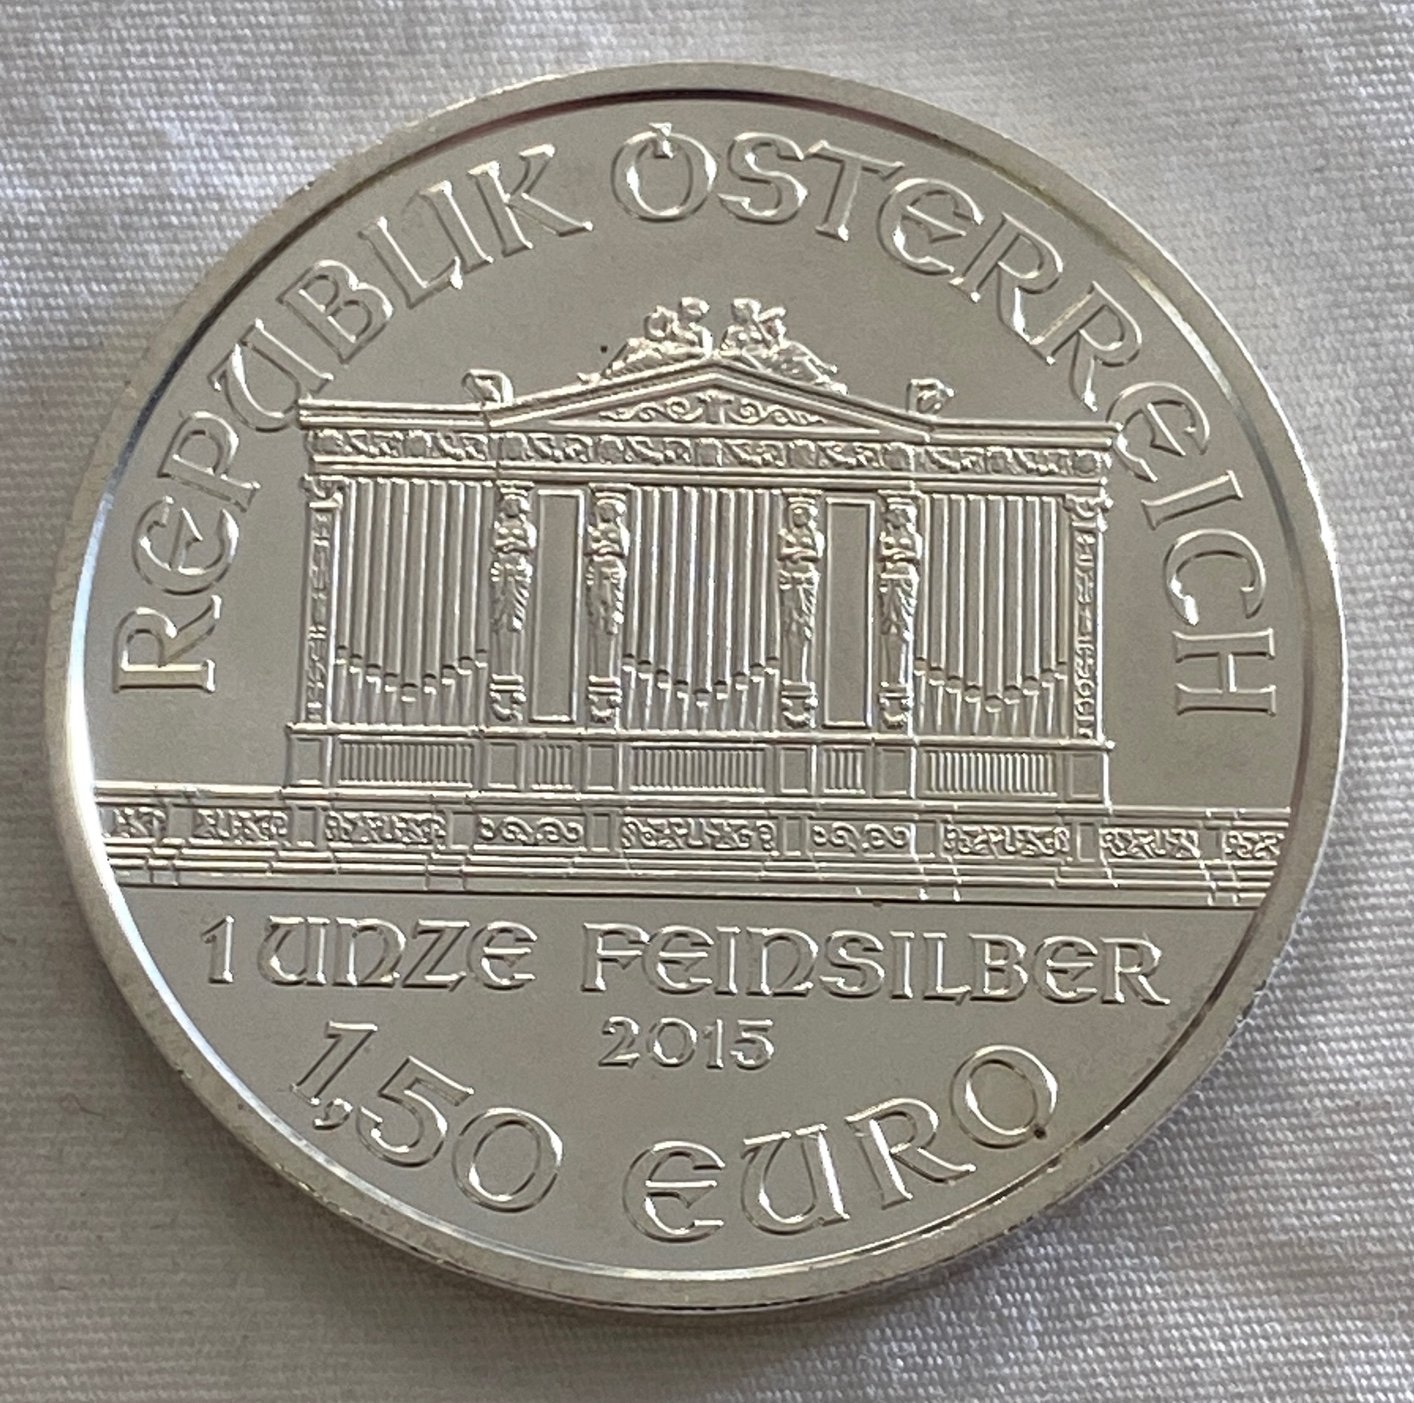 REPUBLIK ÖSTERREICH
1 UNZE FEINSILBER
2015
1,50 EURO